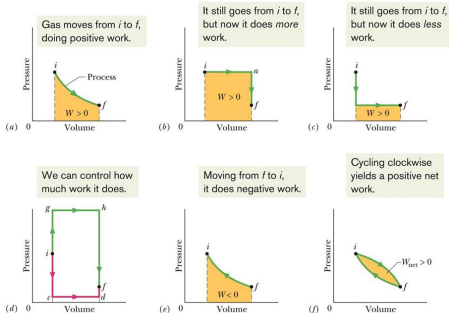 Gas moves from i to f,
doing positive work.
Pressure
i
Process
W > 0
f
(a)
0
Volume
It still goes from i to f,
but now it does more
work.
Pressure
i
a
W > 0
f
(b)
0
Volume
It still goes from i to f,
but now it does less
work.
Pressure
i
f
W > 0
(c)
0
Volume
We can control how
much work it does.
Pressure
g
h
i
f
c
d
(d)
0
Volume
Moving from f to i,
it does negative work.
Pressure
i
f
W < 0
(e)
0
Volume
Cycling clockwise
yields a positive net
work.
Pressure
i
Wnet > 0
f
(f)
0
Volume